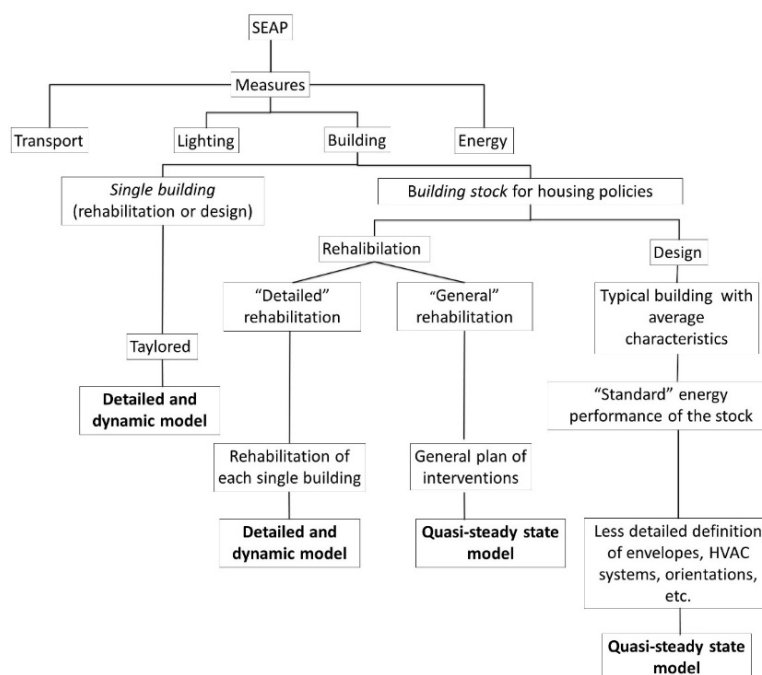 SEAP
Measures
Transport
Lighting
Building
Energy
Single building
(rehabilitation or design)
Building stock for housing policies
Rehalibilation
Design
"Detailed"
rehabilitation
"General"
rehabilitation
Typical building with
average
characteristics
Taylored
Detailed and
dynamic model
"Standard" energy
performance of the stock
Rehabilitation of
each single building
General plan of
interventions
Detailed and
dynamic model
Quasi-steady state
model
Less detailed definition
of envelopes, HVAC
systems, orientations,
etc.
Quasi-steady state
model